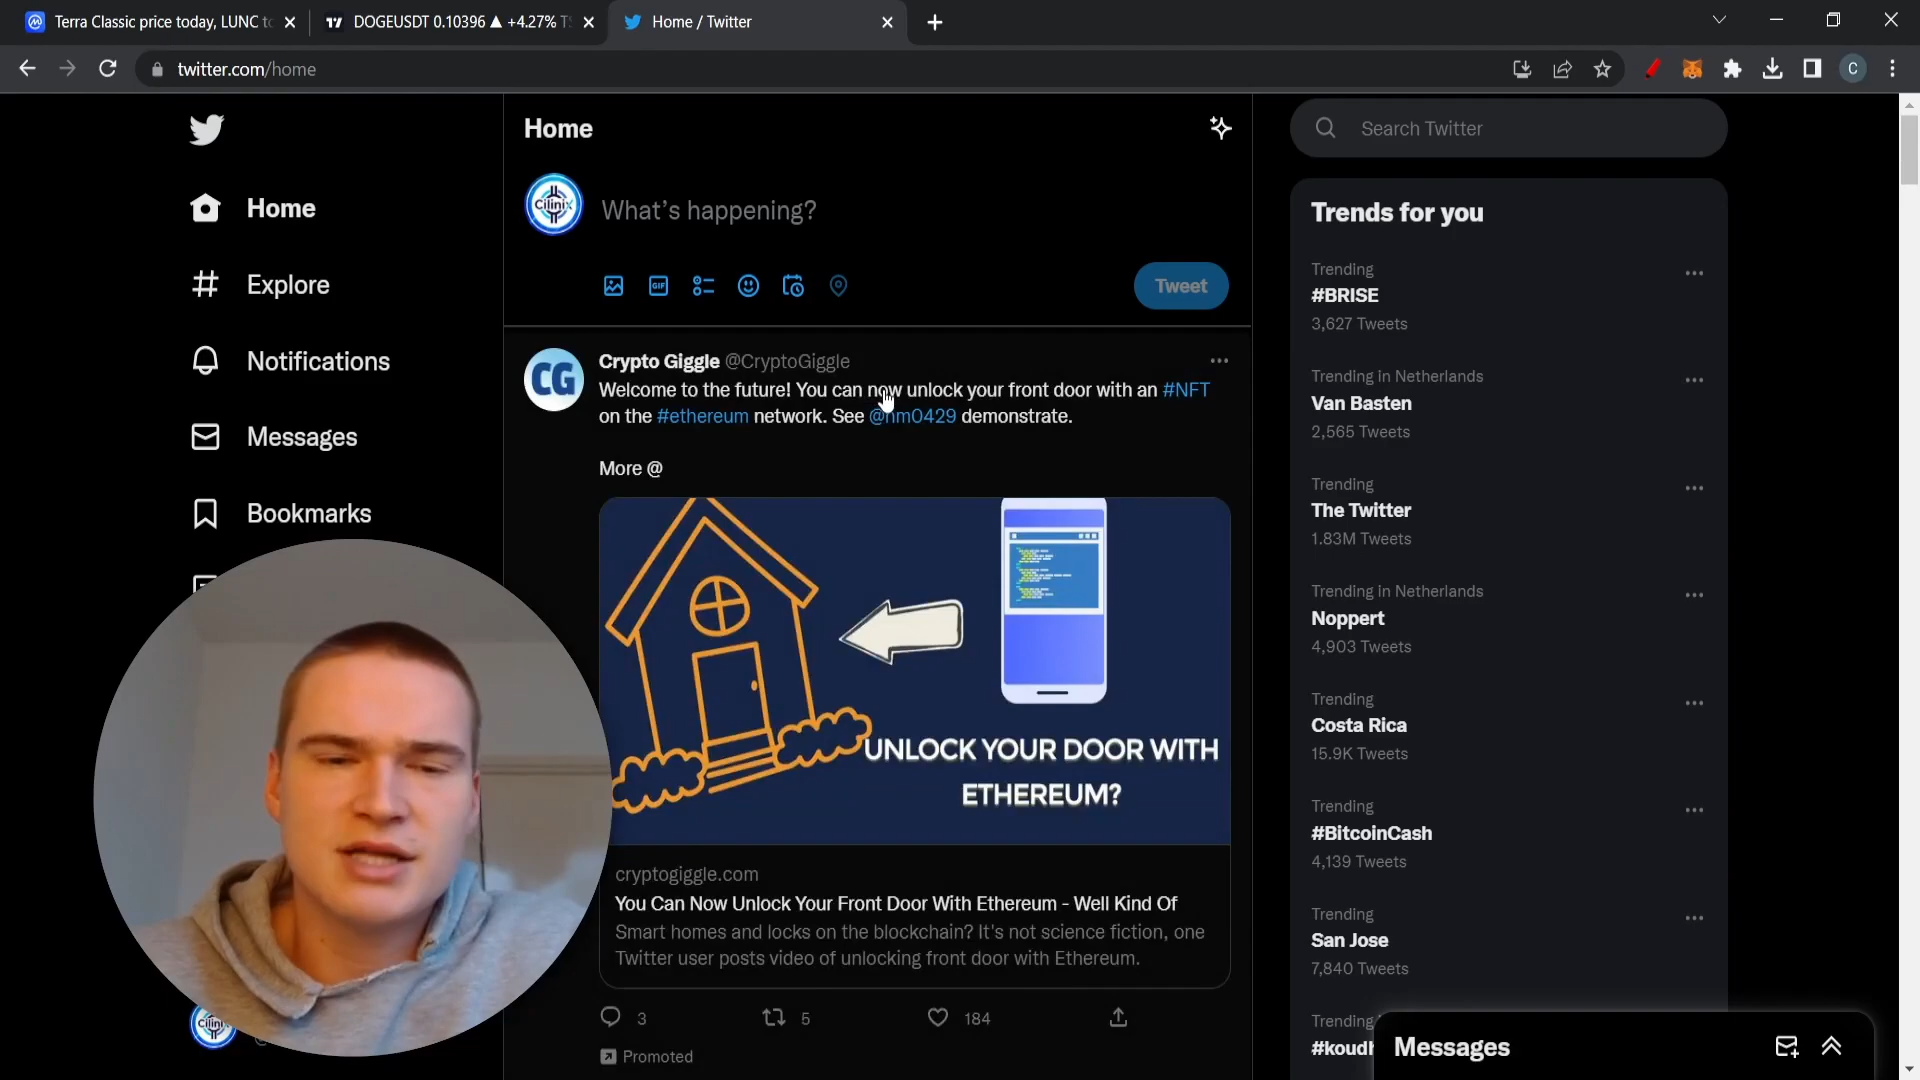 Terra Classic price today, LUNC to
DOGEUSDT 0.10396 ▲ +4.27%
Home / Twitter
twitter.com/home
C
Home
Explore
Notifications
Messages
Bookmarks
Home
Cilinix
What's happening?
GIF
Tweet
CG
Crypto Giggle @CryptoGiggle
Welcome to the future! You can now unlock your front door with an #NFT
on the #ethereum network. See @nm0429 demonstrate.
More @
UNLOCK YOUR DOOR WITH
ETHEREUM?
cryptogiggle.com
You Can Now Unlock Your Front Door With Ethereum - Well Kind Of
Smart homes and locks on the blockchain? It's not science fiction, one
Twitter user posts video of unlocking front door with Ethereum.
3
5
184
Promoted
Search Twitter
Trends for you
Trending
#BRISE
3,627 Tweets
Trending in Netherlands
Van Basten
2,565 Tweets
Trending
The Twitter
1.83M Tweets
Trending in Netherlands
Noppert
4,903 Tweets
Trending
Costa Rica
15.9K Tweets
Trending
#BitcoinCash
4,139 Tweets
Trending
San Jose
7,840 Tweets
Trending
Messages